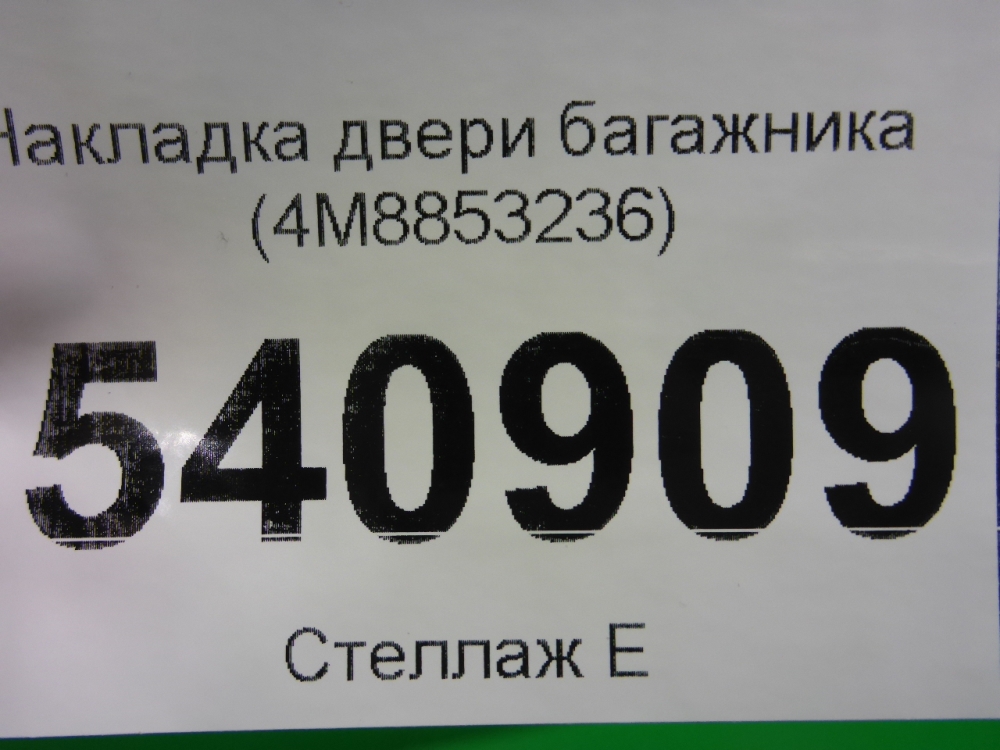 Накладка двери багажника
(4M8853236)
540909
Стеллаж Е